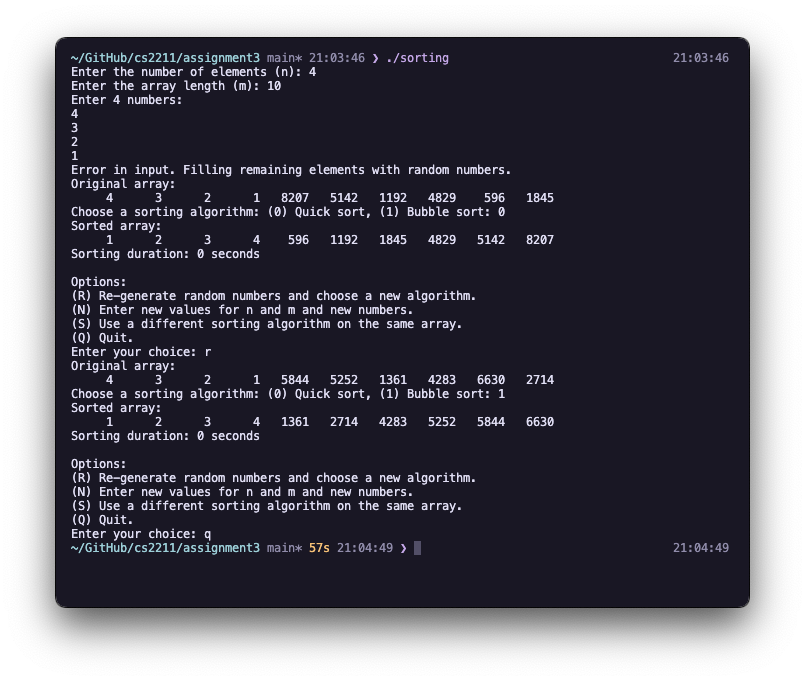 ~/GitHub/cs2211/assignment3 main* 21:03:46 ❯ ./sorting 21:03:46
Enter the number of elements (n): 4
Enter the array length (m): 10
Enter 4 numbers:
4
3
2
1
Error in input. Filling remaining elements with random numbers.
Original array:
4 3 2 1 8207 5142 1192 4829 596 1845
Choose a sorting algorithm: (0) Quick sort, (1) Bubble sort: 0
Sorted array:
1 2 3 4 596 1192 1845 4829 5142 8207
Sorting duration: 0 seconds
Options:
(R) Re-generate random numbers and choose a new algorithm.
(N) Enter new values for n and m and new numbers.
(S) Use a different sorting algorithm on the same array.
(Q) Quit.
Enter your choice: r
Original array:
4 3 2 1 5844 5252 1361 4283 6630 2714
Choose a sorting algorithm: (0) Quick sort, (1) Bubble sort: 1
Sorted array:
1 2 3 4 1361 2714 4283 5252 5844 6630
Sorting duration: 0 seconds
Options:
(R) Re-generate random numbers and choose a new algorithm.
(N) Enter new values for n and m and new numbers.
(S) Use a different sorting algorithm on the same array.
(Q) Quit.
Enter your choice: q
~/GitHub/cs2211/assignment3 main* 57s 21:04:49 ❯ 21:04:49